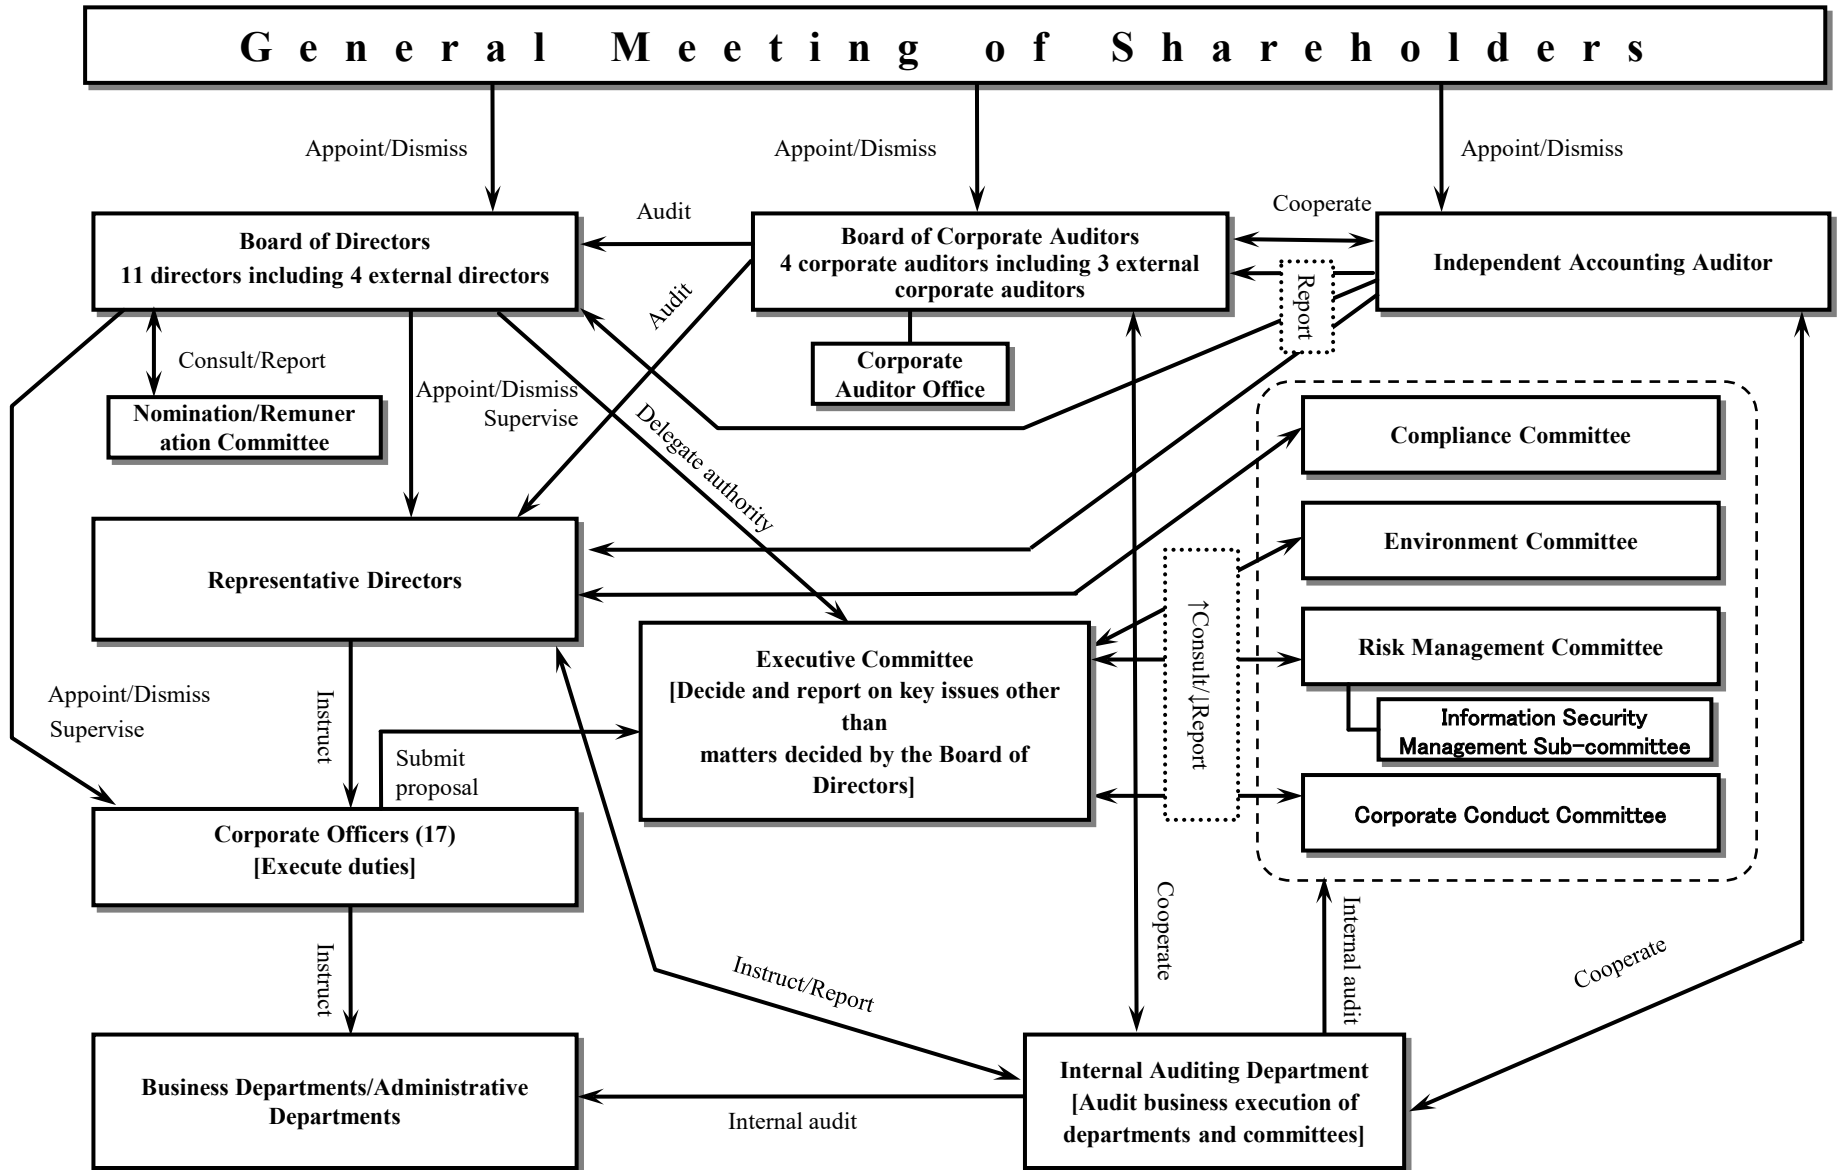 General Meeting of Shareholders
Appoint/Dismiss
Appoint/Dismiss
Appoint/Dismiss
Audit
Cooperate
Board of Directors
11 directors including 4 external directors
Board of Corporate Auditors
4 corporate auditors including 3 external
corporate auditors
Independent Accounting Auditor
Report
Audit
Consult/Report
Corporate
Auditor Office
Appoint/Dismiss
Supervise
Nomination/Remuner
ation Committee
Delegate authority
Compliance Committee
Environment Committee
Representative Directors
↑Consult/↓Report
Executive Committee
[Decide and report on key issues other
than
matters decided by the Board of
Directors]
Risk Management Committee
Information Security
Management Sub-committee
Corporate Conduct Committee
Appoint/Dismiss
Supervise
Instruct
Submit
proposal
Corporate Officers (17)
[Execute duties]
Cooperate
Internal audit
Cooperate
Instruct
Instruct/Report
Business Departments/Administrative
Departments
Internal audit
Internal Auditing Department
[Audit business execution of
departments and committees]